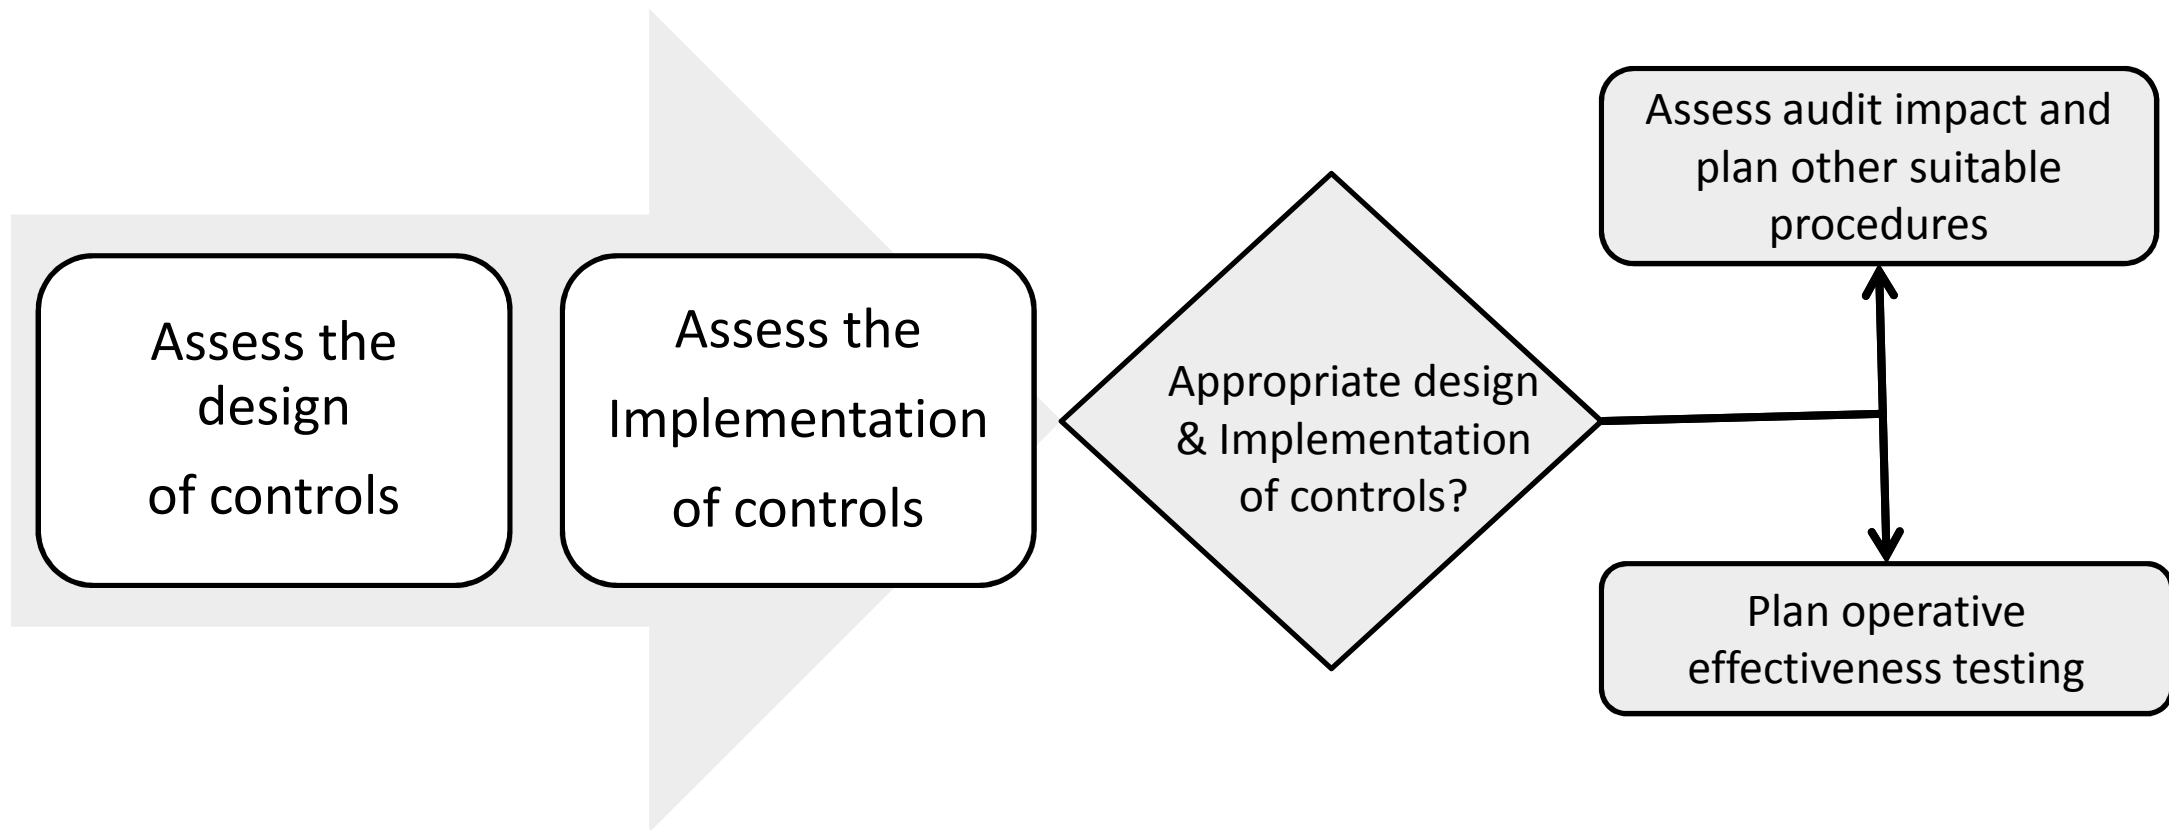 Assess the
design
of controls
Assess the
Implementation
of controls
Appropriate design
& Implementation
of controls?
Assess audit impact and
plan other suitable
procedures
Plan operative
effectiveness testing